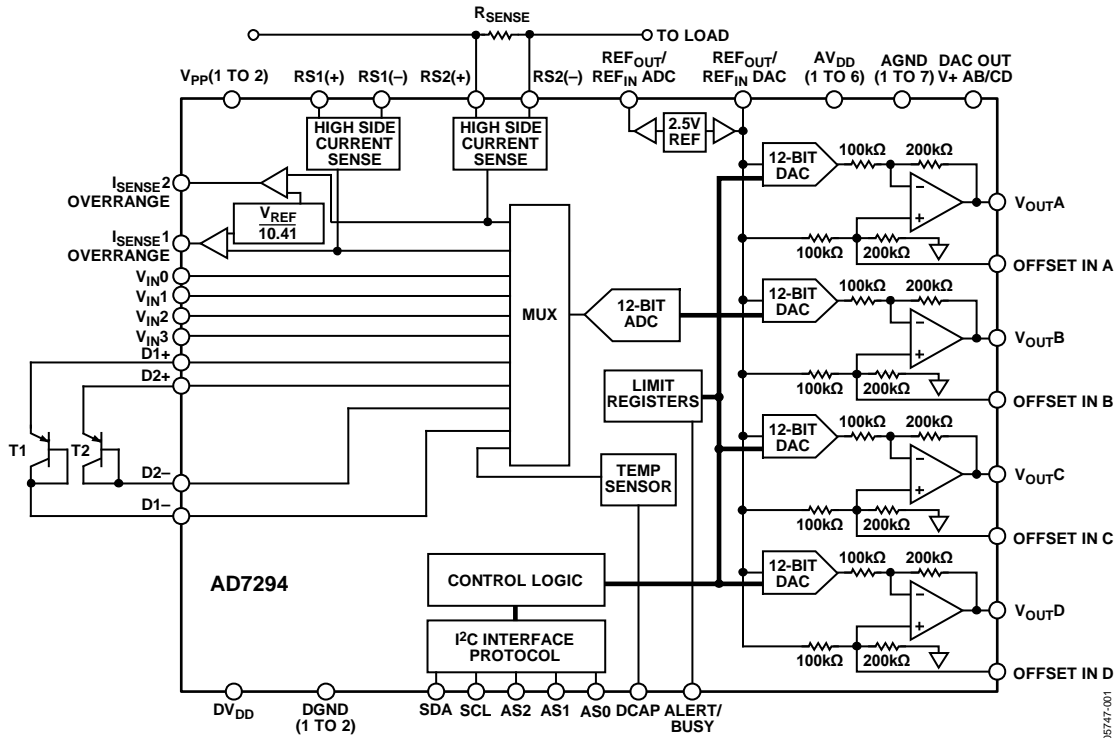 RSENSE
TO LOAD
VPP(1 TO 2)
RS1(+)
RS1(–)
RS2(+)
RS2(–)
REFOUT/
REFIN ADC
REFOUT/
REFIN DAC
AVDD
(1 TO 6)
AGND
(1 TO 7)
DAC OUT
V+ AB/CD
HIGH SIDE
CURRENT
SENSE
HIGH SIDE
CURRENT
SENSE
2.5V
REF
12-BIT
DAC
100kΩ
200kΩ
–
+
VOUTA
100kΩ
200kΩ
OFFSET IN A
ISENSE2
OVERRANGE
VREF
10.41
ISENSE1
OVERRANGE
VIN0
VIN1
VIN2
VIN3
D1+
D2+
MUX
12-BIT
ADC
12-BIT
DAC
100kΩ
200kΩ
–
+
VOUTB
100kΩ
200kΩ
OFFSET IN B
LIMIT
REGISTERS
T1
T2
D2–
D1–
TEMP
SENSOR
12-BIT
DAC
100kΩ
200kΩ
–
+
VOUTC
100kΩ
200kΩ
OFFSET IN C
AD7294
CONTROL LOGIC
I2C INTERFACE
PROTOCOL
12-BIT
DAC
100kΩ
200kΩ
–
+
VOUTD
100kΩ
200kΩ
OFFSET IN D
DVDD
DGND
(1 TO 2)
SDA
SCL
AS2
AS1
AS0
DCAP
ALERT/
BUSY
05747-001